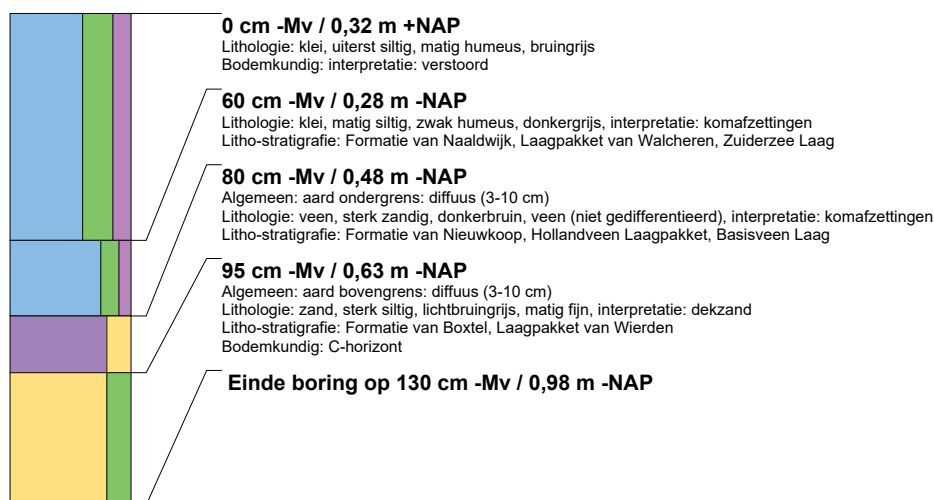 0 cm -Mv / 0,32 m +NAP
Lithologie: klei, uiterst siltig, matig humeus, bruingrijs
Bodemkundig: interpretatie: verstoord
60 cm -Mv / 0,28 m -NAP
Lithologie: klei, matig siltig, zwak humeus, donkergrijs, interpretatie: komafzettingen
Litho-stratigrafie: Formatie van Naaldwijk, Laagpakket van Walcheren, Zuiderzee Laag
80 cm -Mv / 0,48 m -NAP
Algemeen: aard ondergrens: diffuus (3-10 cm)
Lithologie: veen, sterk zandig, donkerbruin, veen (niet gedifferentieerd), interpretatie: komafzettingen
Litho-stratigrafie: Formatie van Nieuwkoop, Hollandveen Laagpakket, Basisveen Laag
95 cm -Mv / 0,63 m -NAP
Algemeen: aard bovengrens: diffuus (3-10 cm)
Lithologie: zand, sterk siltig, lichtbruingrijs, matig fijn, interpretatie: dekzand
Litho-stratigrafie: Formatie van Boxtel, Laagpakket van Wierden
Bodemkundig: C-horizont
Einde boring op 130 cm -Mv / 0,98 m -NAP